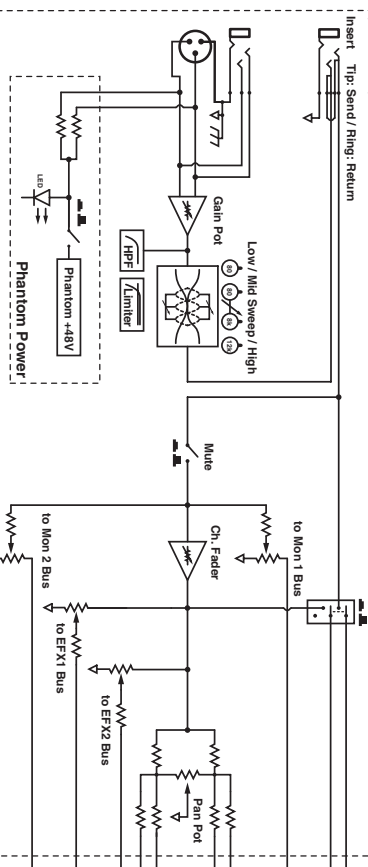 Insert Tip: Send / Ring: Return
Gain Pot
HPF
Limiter
Low / Mid Sweep / High
80
80
8k
12k
LED
Phantom +48V
Phantom Power
Mute
to Mon 1 Bus
to Mon 2 Bus
Ch. Fader
to EFX1 Bus
to EFX2 Bus
Pan Pot